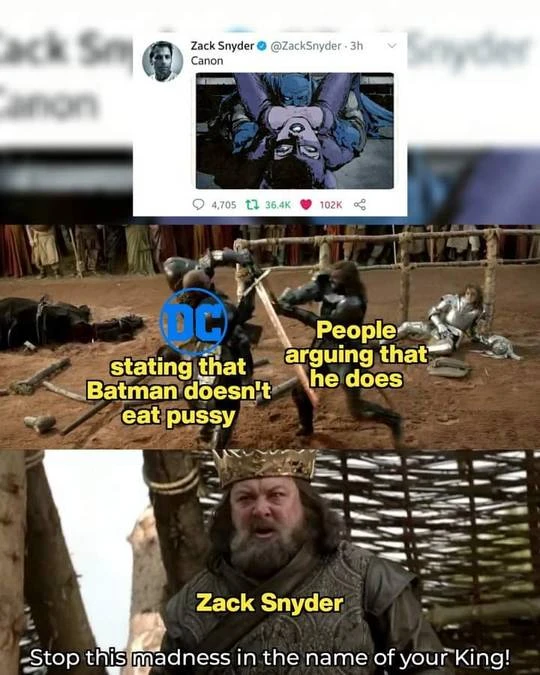 Zack Snyder @ZackSnyder · 3h
Canon
4,705 36.4K 102K
DC
stating that
Batman doesn't
eat pussy
People
arguing that
he does
Zack Snyder
Stop this madness in the name of your King!